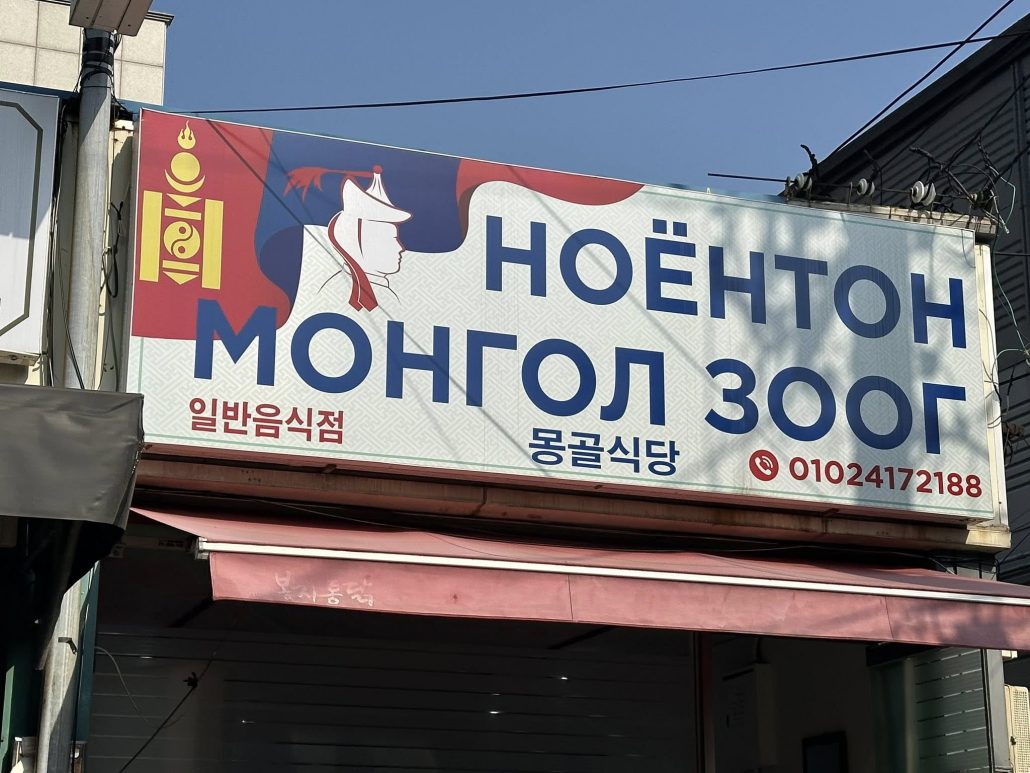 НОЁНТОН
МОНГОЛ ЗООГ
일반음식점
몽골식당
01024172188